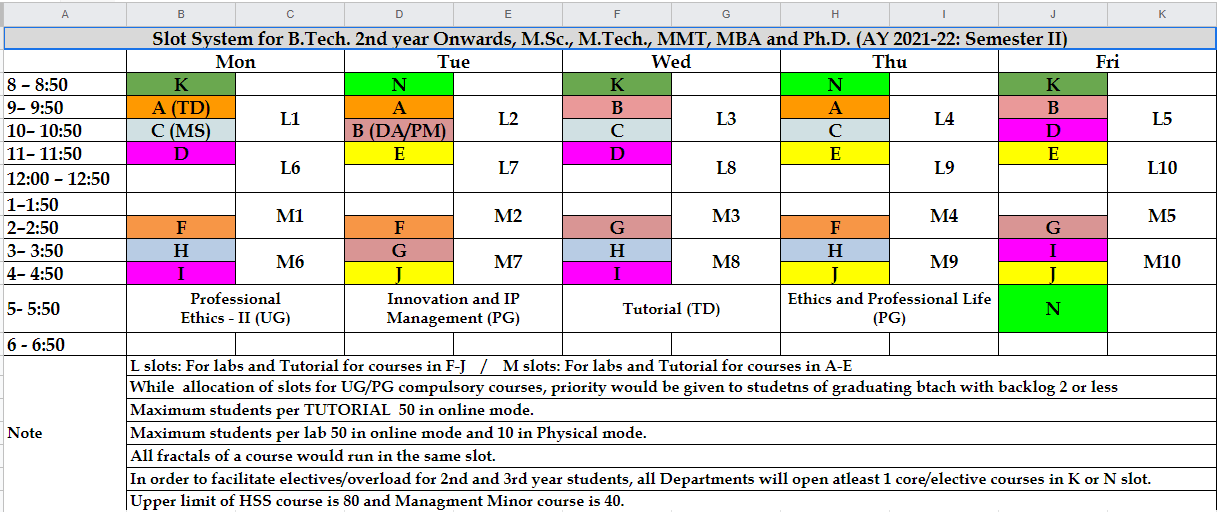 A B C D E F G H I J K
Slot System for B.Tech. 2nd year Onwards, M.Sc., M.Tech., MMT, MBA and Ph.D. (AY 2021-22: Semester II)
Mon Tue Wed Thu Fri
8 – 8:50 K N K N K
9– 9:50 A (TD) A B A B
L1 L2 L3 L4 L5
10– 10:50 C (MS) B (DA/PM) C C D
11– 11:50 D E D E E
L6 L7 L8 L9 L10
12:00 – 12:50
1–1:50
M1 M2 M3 M4 M5
2–2:50 F F G F G
3– 3:50 H G H H I
M6 M7 M8 M9 M10
4– 4:50 I J I J J
5- 5:50
Professional
Ethics - II (UG)
Innovation and IP
Management (PG)
Tutorial (TD)
Ethics and Professional Life
(PG)
N
6 - 6:50
Note
L slots: For labs and Tutorial for courses in F-J / M slots: For labs and Tutorial for courses in A-E
While allocation of slots for UG/PG compulsory courses, priority would be given to studetns of graduating btach with backlog 2 or less
Maximum students per TUTORIAL 50 in online mode.
Maximum students per lab 50 in online mode and 10 in Physical mode.
All fractals of a course would run in the same slot.
In order to facilitate electives/overload for 2nd and 3rd year students, all Departments will open atleast 1 core/elective courses in K or N slot.
Upper limit of HSS course is 80 and Managment Minor course is 40.